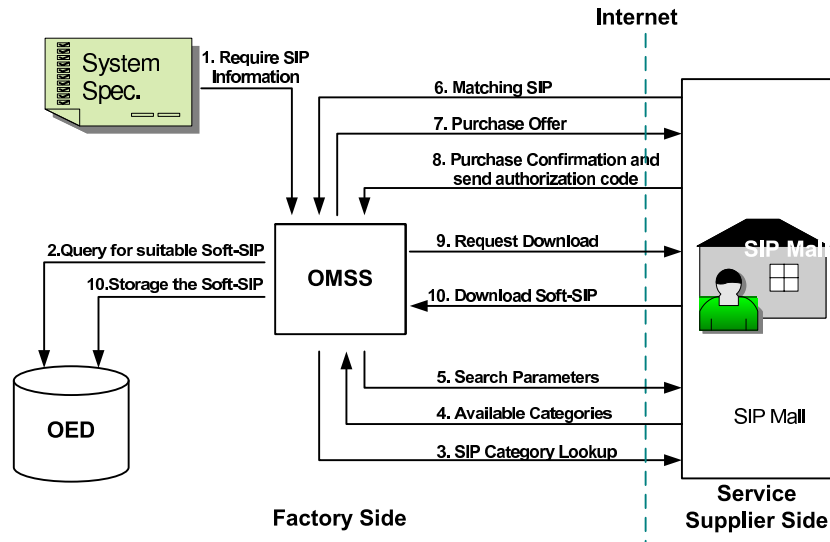 Internet
System
Spec.
1. Require SIP
Information
6. Matching SIP
7. Purchase Offer
8. Purchase Confirmation and
send authorization code
2.Query for suitable Soft-SIP
10.Storage the Soft-SIP
OMSS
9. Request Download
10. Download Soft-SIP
SIP Mall
5. Search Parameters
4. Available Categories
3. SIP Category Lookup
OED
SIP Mall
Factory Side
Service
Supplier Side